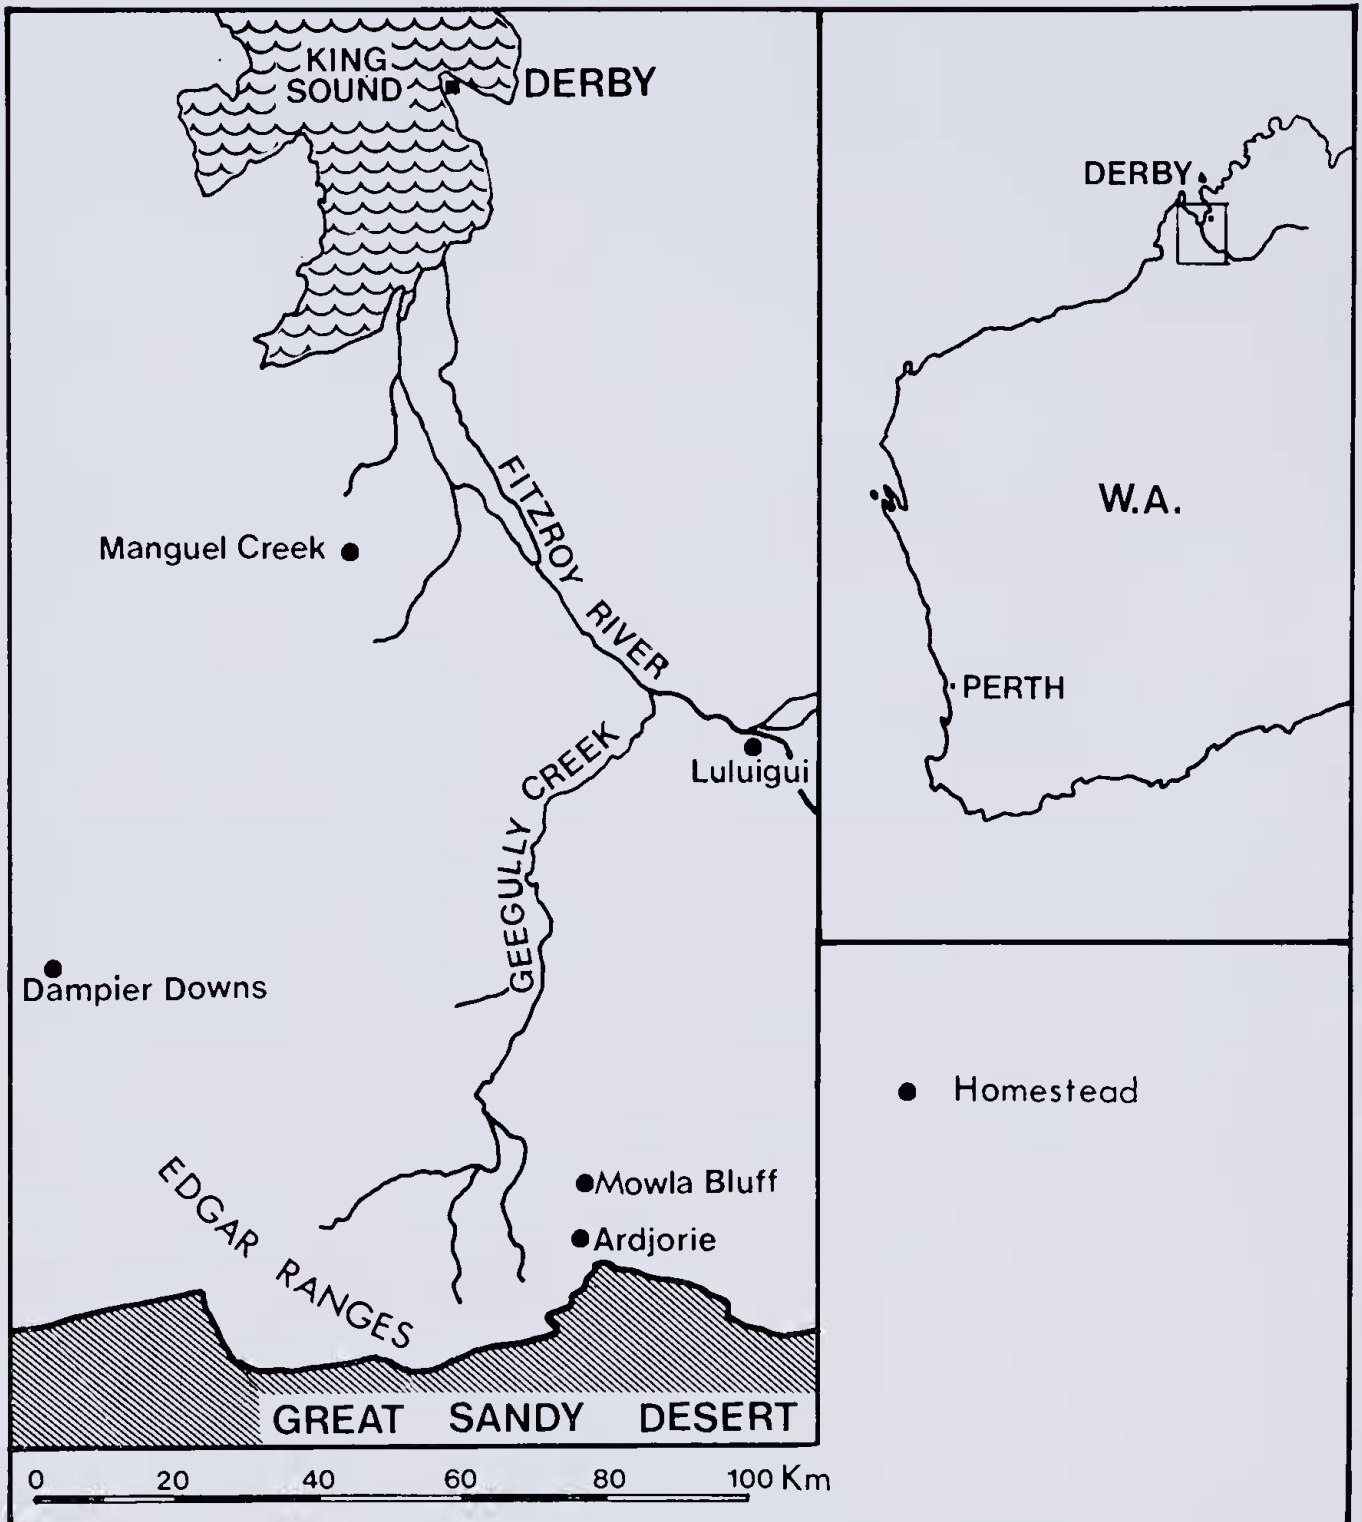 KING
SOUND
DERBY
FITZROY RIVER
Manguel Creek
Luluigui
GEEGULLY CREEK
Dampier Downs
Mowla Bluff
Ardjorie
EDGAR RANGES
GREAT SANDY DESERT
0 20 40 60 80 100 Km
DERBY
W.A.
PERTH
Homestead